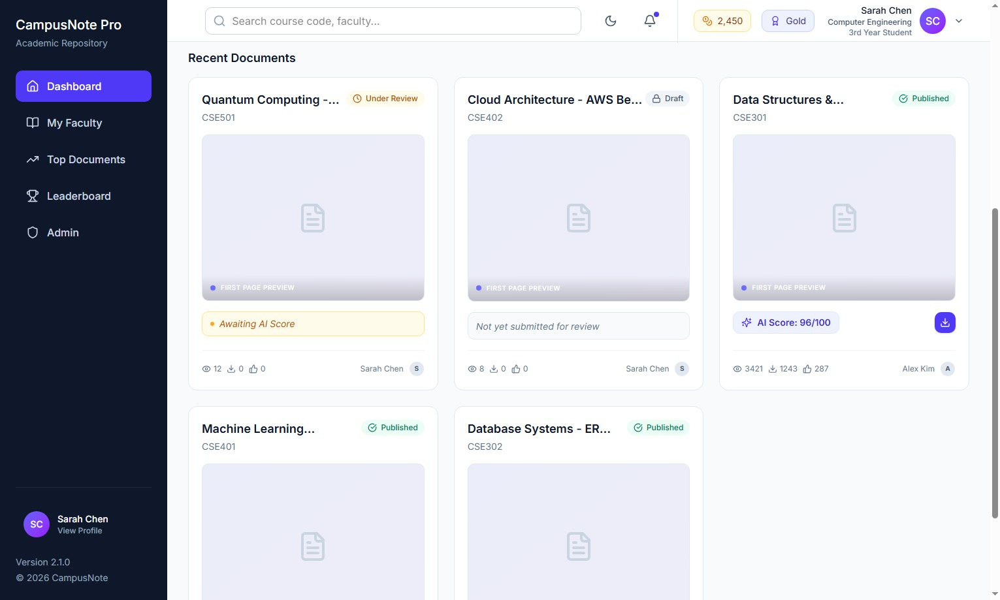 CampusNote Pro
Academic Repository
Dashboard
My Faculty
Top Documents
Leaderboard
Admin
Sarah Chen
View Profile
Version 2.1.0
© 2026 CampusNote
Search course code, faculty...
2,450
Gold
Sarah Chen
Computer Engineering
3rd Year Student
SC
Recent Documents
Quantum Computing -...
Under Review
CSE501
FIRST PAGE PREVIEW
Awaiting AI Score
12 0 0
Sarah Chen S
Cloud Architecture - AWS Be...
Draft
CSE402
FIRST PAGE PREVIEW
Not yet submitted for review
8 0 0
Sarah Chen S
Data Structures &...
Published
CSE301
FIRST PAGE PREVIEW
AI Score: 96/100
3421 1243 287
Alex Kim A
Machine Learning...
Published
CSE401
Database Systems - ER...
Published
CSE302
SC